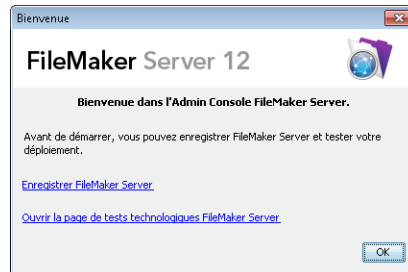 Bienvenue
FileMaker Server 12
Bienvenue dans l'Admin Console FileMaker Server.
Avant de démarrer, vous pouvez enregistrer FileMaker Server et tester votre
déploiement.
Enregistrer FileMaker Server
Ouvrir la page de tests technologiques FileMaker Server
OK